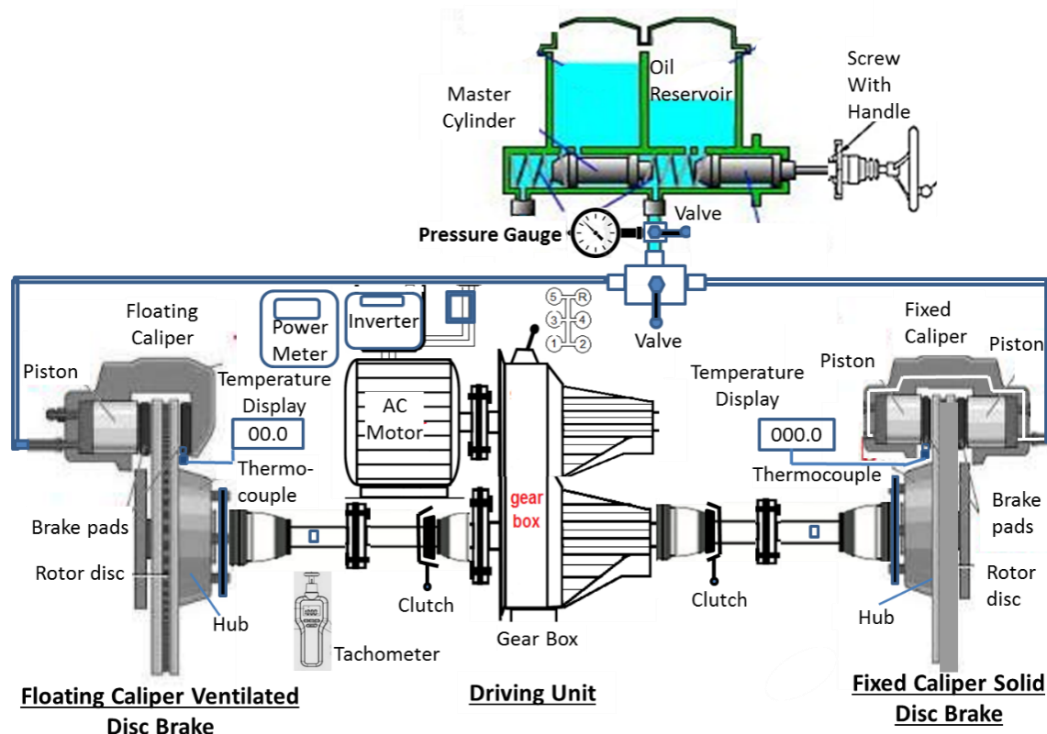 Oil
Reservoir
Screw
With
Handle
Master
Cylinder
Valve
Pressure Gauge
Floating
Caliper
Power
Meter
Inverter
5 R
3 4
1 2
Valve
Fixed
Caliper
Piston
Piston
Piston
Temperature
Display
00.0
AC
Motor
Temperature
Display
000.0
Thermo-
couple
Thermocouple
gear
box
Brake pads
Brake
pads
Rotor disc
Rotor
disc
Hub
Clutch
Clutch
Hub
Gear Box
Tachometer
Floating Caliper Ventilated
Disc Brake
Driving Unit
Fixed Caliper Solid
Disc Brake